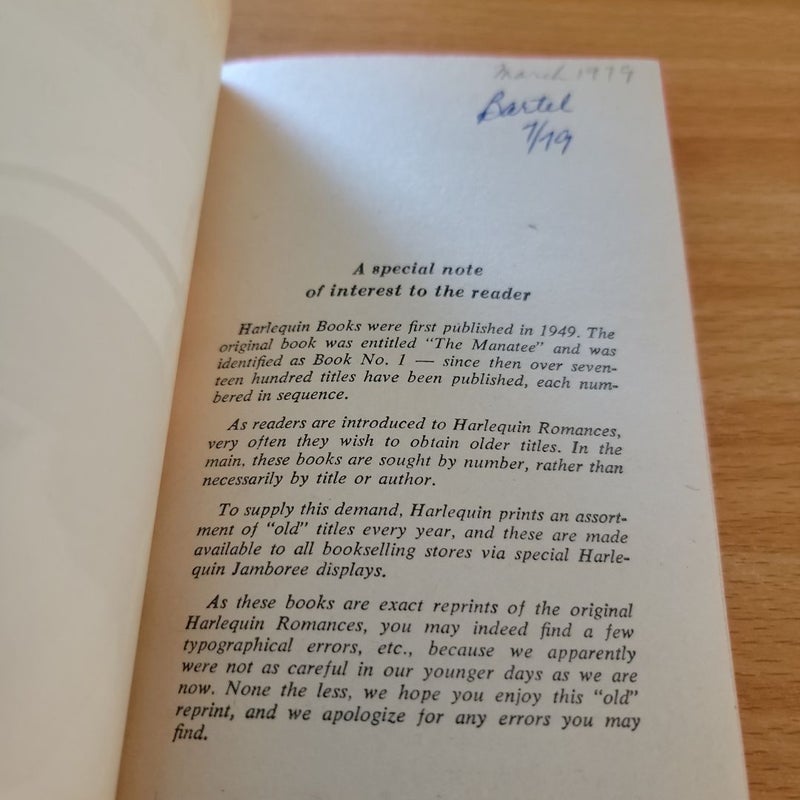 March 1979
Bartel
7/79
A special note
of interest to the reader
Harlequin Books were first published in 1949. The
original book was entitled "The Manatee" and was
identified as Book No. 1 — since then over seven-
teen hundred titles have been published, each num-
bered in sequence.
As readers are introduced to Harlequin Romances,
very often they wish to obtain older titles. In the
main, these books are sought by number, rather than
necessarily by title or author.
To supply this demand, Harlequin prints an assort-
ment of "old" titles every year, and these are made
available to all bookselling stores via special Harle-
quin Jamboree displays.
As these books are exact reprints of the original
Harlequin Romances, you may indeed find a few
typographical errors, etc., because we apparently
were not as careful in our younger days as we are
now. None the less, we hope you enjoy this "old"
reprint, and we apologize for any errors you may
find.